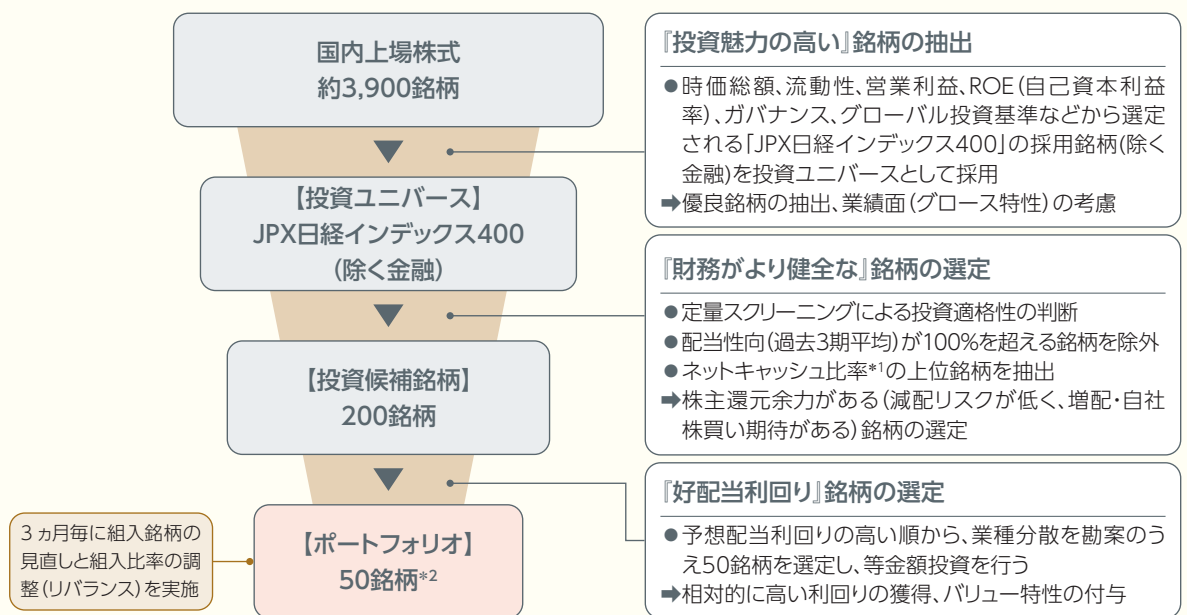 国内上場株式
約3,900銘柄
【投資ユニバース】
JPX日経インデックス400
(除く金融)
【投資候補銘柄】
200銘柄
【ポートフォリオ】
50銘柄*2
3ヵ月毎に組入銘柄の
見直しと組入比率の調
整(リバランス)を実施
『投資魅力の高い』銘柄の抽出
●時価総額、流動性、営業利益、ROE(自己資本利益
率)、ガバナンス、グローバル投資基準などから選定
される「JPX日経インデックス400」の採用銘柄(除く
金融)を投資ユニバースとして採用
➡優良銘柄の抽出、業績面(グロース特性)の考慮
『財務がより健全な』銘柄の選定
●定量スクリーニングによる投資適格性の判断
●配当性向(過去3期平均)が100%を超える銘柄を除外
●ネットキャッシュ比率*1の上位銘柄を抽出
➡株主還元余力がある(減配リスクが低く、増配・自社
株買い期待がある)銘柄の選定
『好配当利回り』銘柄の選定
●予想配当利回りの高い順から、業種分散を勘案のう
え50銘柄を選定し、等金額投資を行う
➡相対的に高い利回りの獲得、バリュー特性の付与